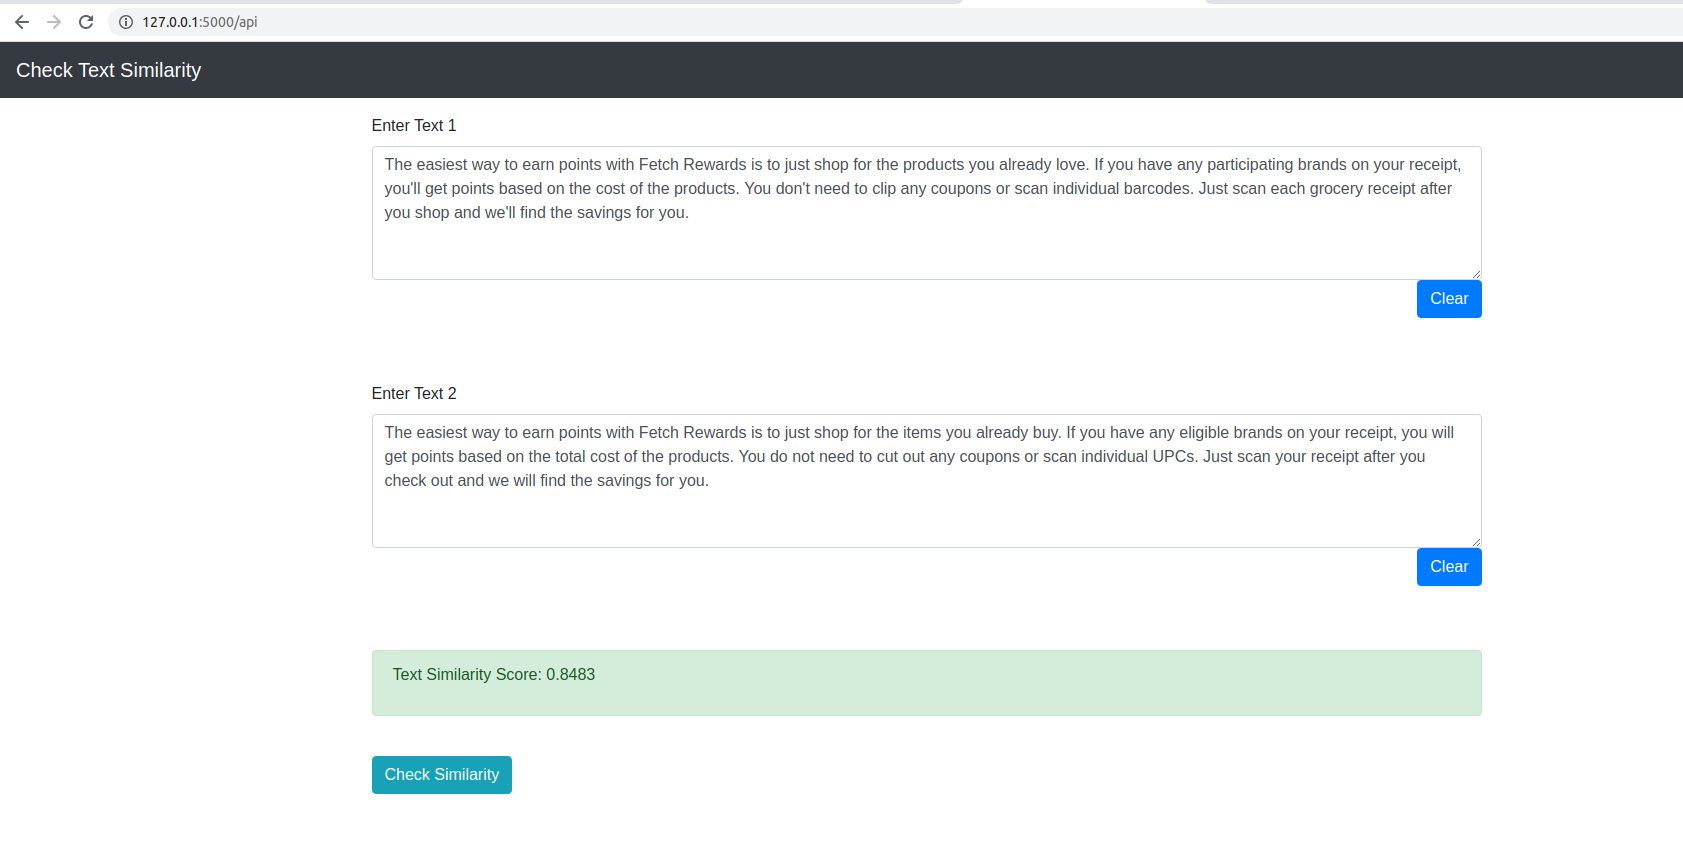 127.0.0.1:5000/api
Check Text Similarity
Enter Text 1
The easiest way to earn points with Fetch Rewards is to just shop for the products you already love. If you have any participating brands on your receipt,
you'll get points based on the cost of the products. You don't need to clip any coupons or scan individual barcodes. Just scan each grocery receipt after
you shop and we'll find the savings for you.
Clear
Enter Text 2
The easiest way to earn points with Fetch Rewards is to just shop for the items you already buy. If you have any eligible brands on your receipt, you will
get points based on the total cost of the products. You do not need to cut out any coupons or scan individual UPCs. Just scan your receipt after you
check out and we will find the savings for you.
Clear
Text Similarity Score: 0.8483
Check Similarity